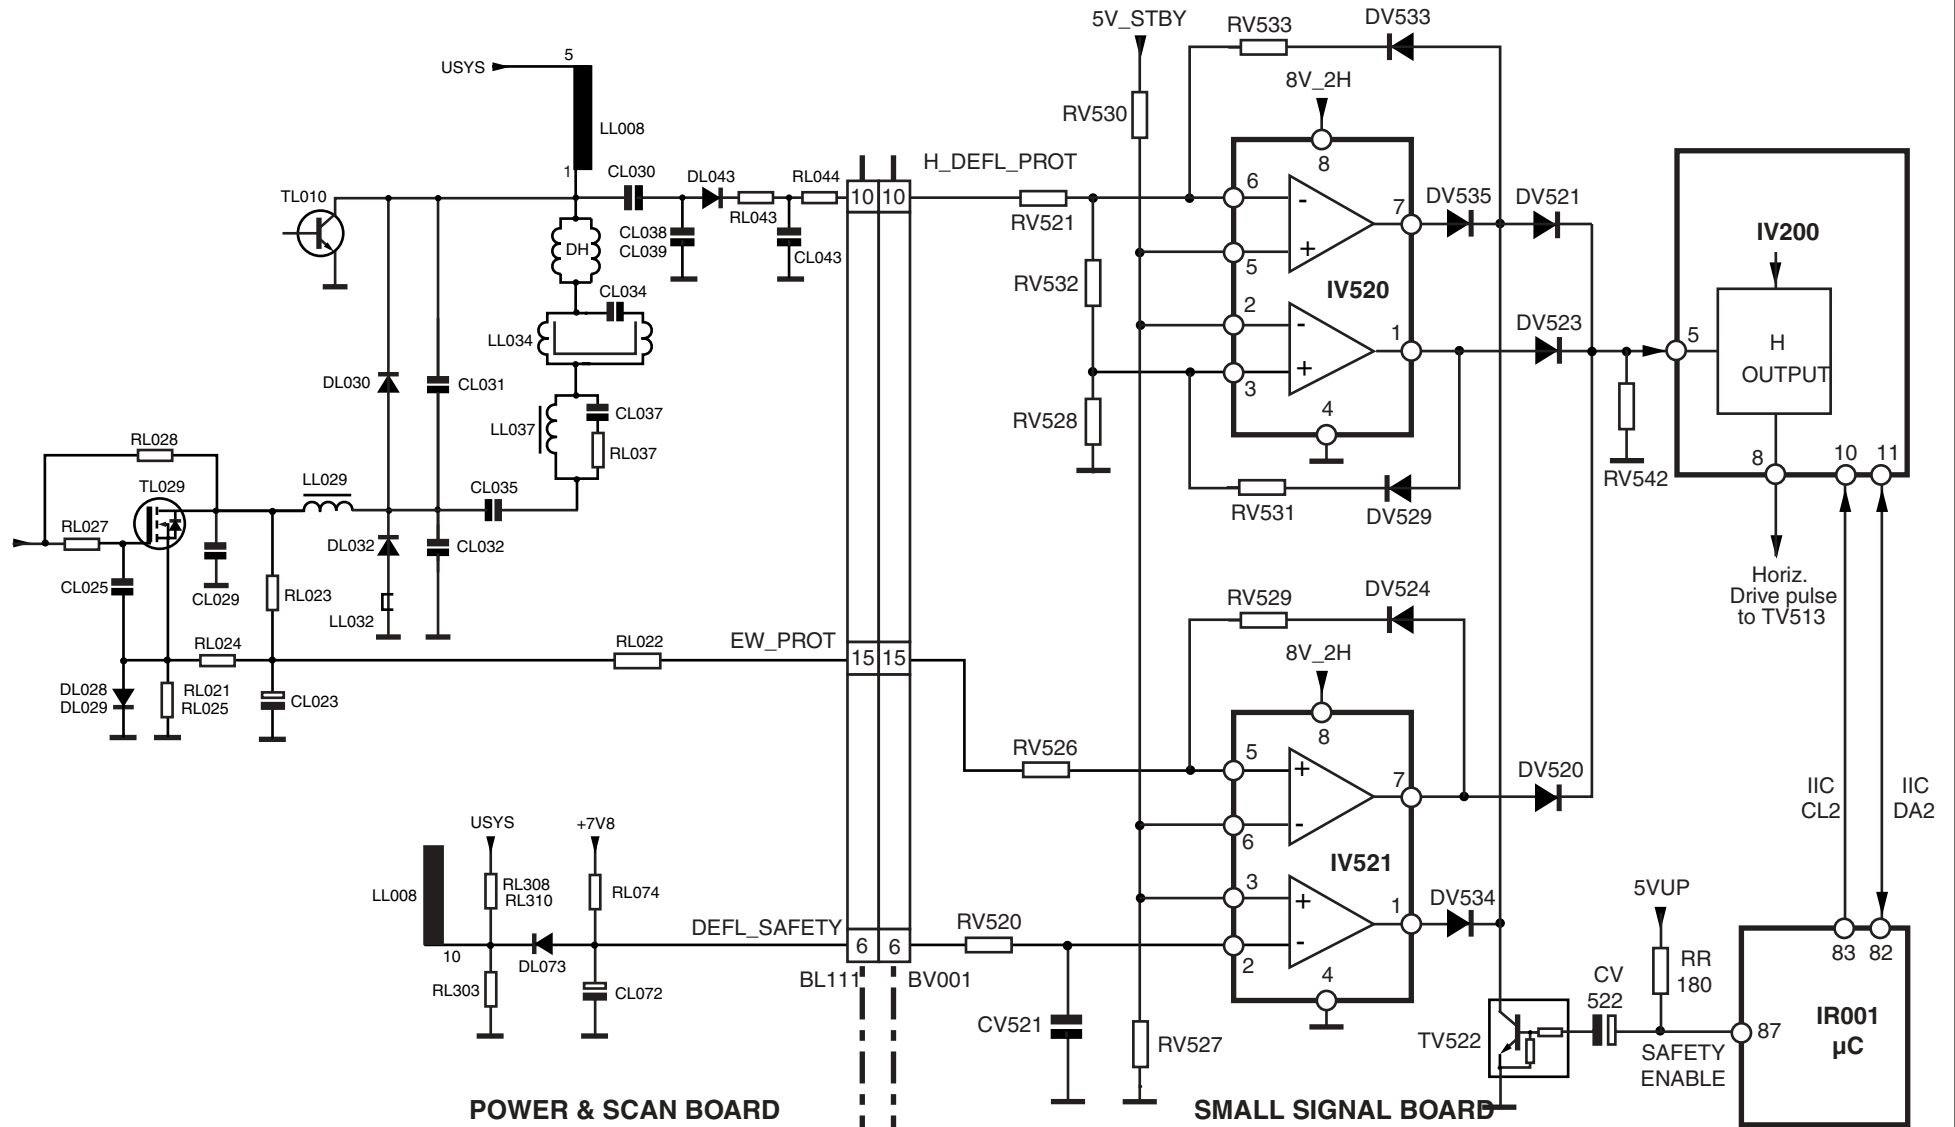 5V_STBY
RV533
DV533
USYS
5
LL008
1
8V_2H
RV530
8
TL010
CL030
DL043
RL044
RL043
CL038
CL039
CL043
DH
CL034
LL034
10
10
H_DEFL_PROT
RV521
6
-
7
DV535
DV521
5
+
IV520
RV532
2
-
1
DV523
3
+
4
RV528
RV531
DV529
RV542
IV200
5
H
OUTPUT
8
10
11
Horiz.
Drive pulse
to TV513
DL030
CL031
LL037
CL037
RL037
RL028
TL029
LL029
CL035
RL027
DL032
CL032
CL025
CL029
RL023
LL032
RL024
RL022
EW_PROT
15
15
DL028
DL029
RL021
RL025
CL023
RV529
DV524
8V_2H
8
RV526
5
+
7
DV520
6
-
IV521
3
+
1
DV534
2
-
4
USYS
+7V8
LL008
RL308
RL310
RL074
DEFL_SAFETY
6
6
RV520
10
DL073
RL303
CL072
BL111
BV001
CV521
RV527
TV522
CV
522
5VUP
RR
180
SAFETY
ENABLE
IIC
CL2
IIC
DA2
83
82
87
IR001
µC
POWER & SCAN BOARD
SMALL SIGNAL BOARD